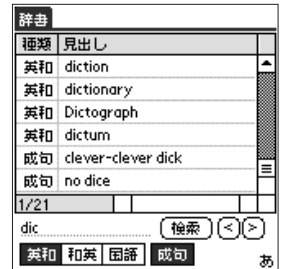 辞書
種類 見出し
英和 diction
英和 dictionary
英和 Dictograph
英和 dictum
成句 clever-clever dick
成句 no dice
1/21
dic 検索 < >
英和 和英 国語 成句
あ